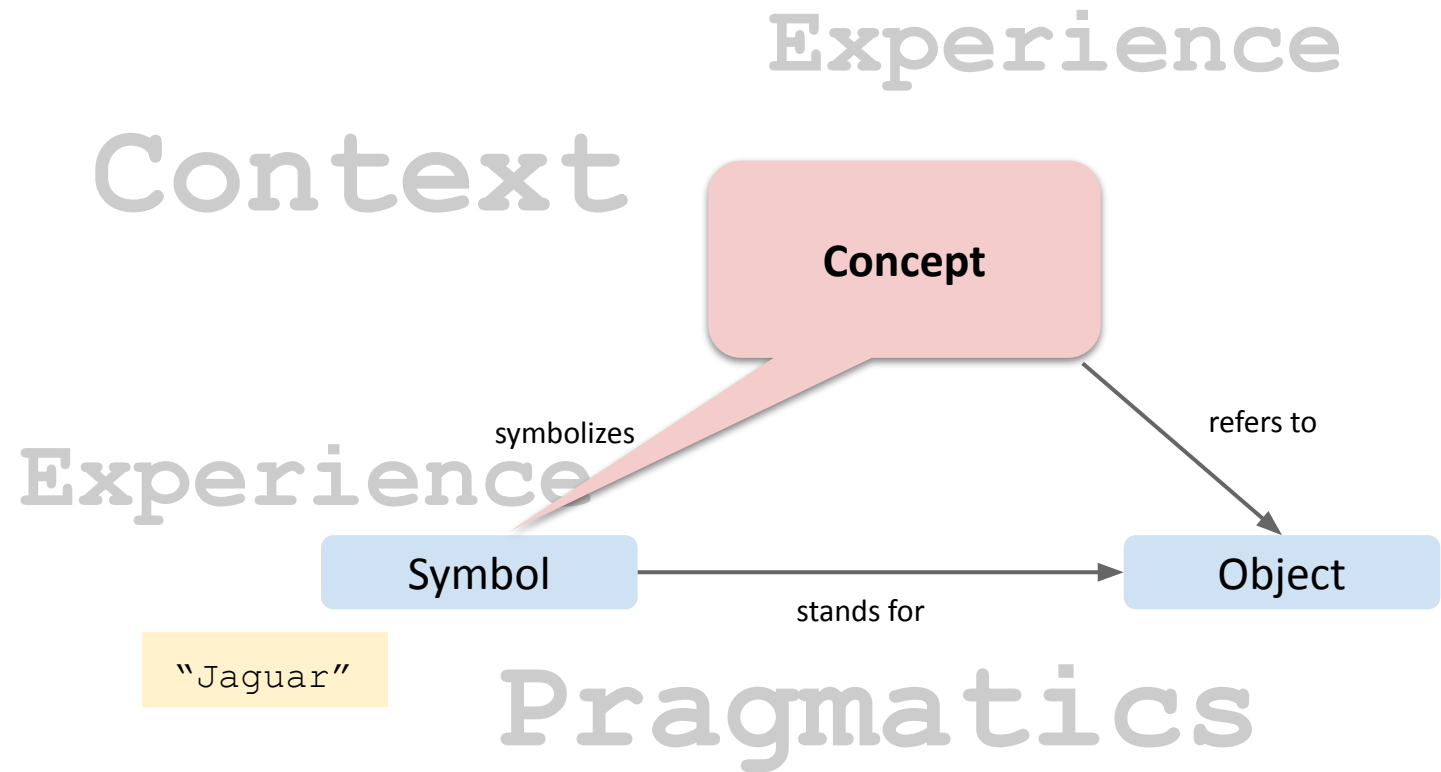 Experience
Context
Concept
symbolizes
refers to
Experience
Symbol
Object
stands for
“Jaguar”
Pragmatics